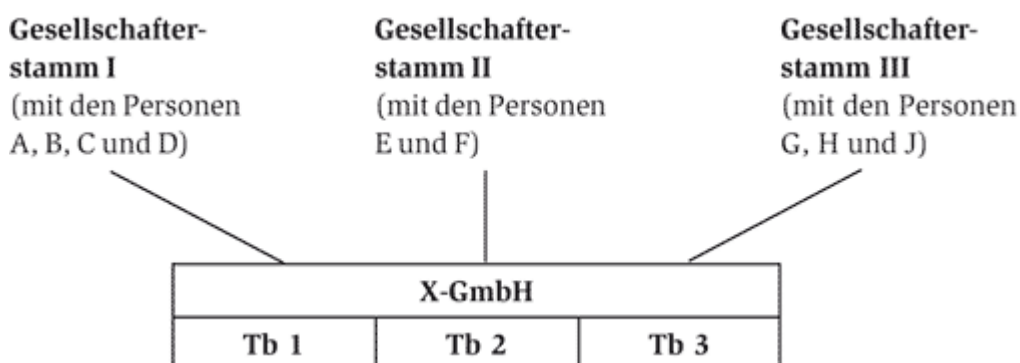 Gesellschafter-
stamm I
(mit den Personen
A, B, C und D)
Gesellschafter-
stamm II
(mit den Personen
E und F)
Gesellschafter-
stamm III
(mit den Personen
G, H und J)
X-GmbH
Tb 1
Tb 2
Tb 3